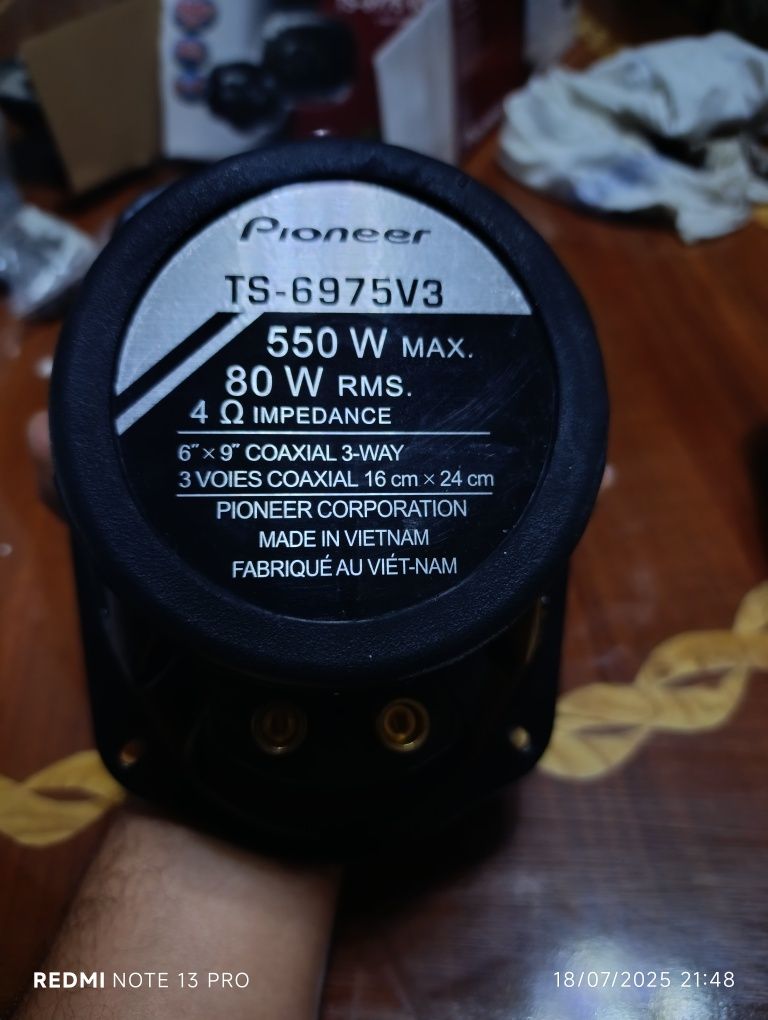 Pioneer
TS-6975V3
550 W MAX.
80 W RMS.
4 Ω IMPEDANCE
6" × 9" COAXIAL 3-WAY
3 VOIES COAXIAL 16 cm × 24 cm
PIONEER CORPORATION
MADE IN VIETNAM
FABRIQUÉ AU VIÉT-NAM
REDMI NOTE 13 PRO
18/07/2025 21:48